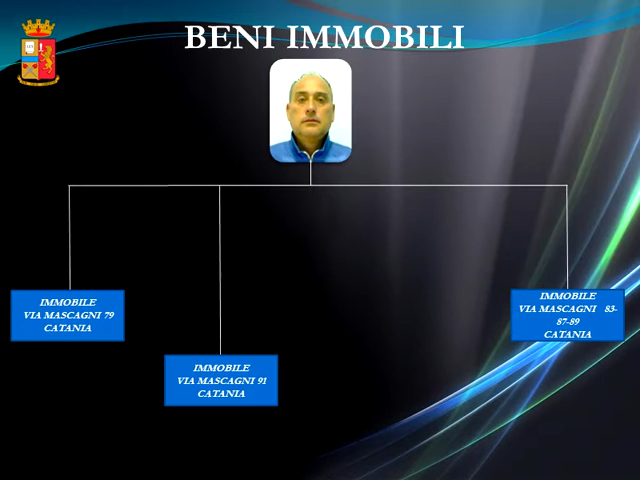 BENI IMMOBILI
IMMOBILE
VIA MASCAGNI 79
CATANIA
IMMOBILE
VIA MASCAGNI 91
CATANIA
IMMOBILE
VIA MASCAGNI 83-
87-89
CATANIA